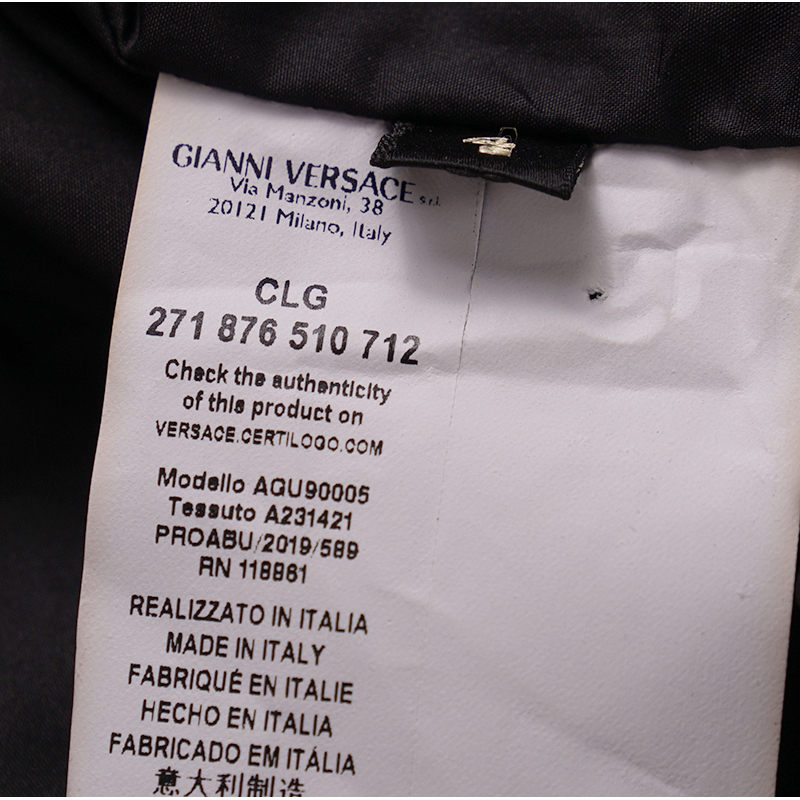 GIANNI VERSACE s.r.l.
Via Manzoni, 38
20121 Milano, Italy
CLG
271 876 510 712
Check the authenticity
of this product on
VERSACE.CERTILOGO.COM
Modello AGU90005
Tessuto A231421
PROABU/2019/589
RN 118861
REALIZZATO IN ITALIA
MADE IN ITALY
FABRIQUÉ EN ITALIE
HECHO EN ITALIA
FABRICADO EM ITÁLIA
意大利制造